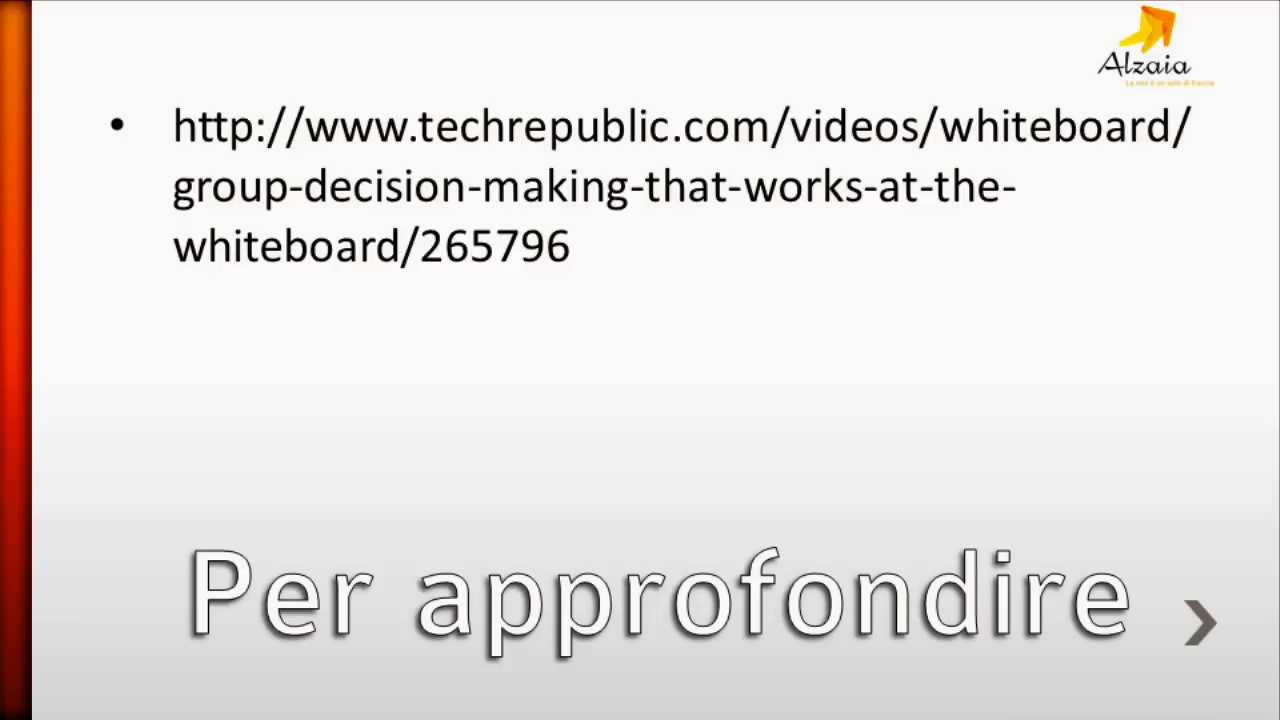 Alzaia
• http://www.techrepublic.com/videos/whiteboard/
group-decision-making-that-works-at-the-
whiteboard/265796
Per approfondire